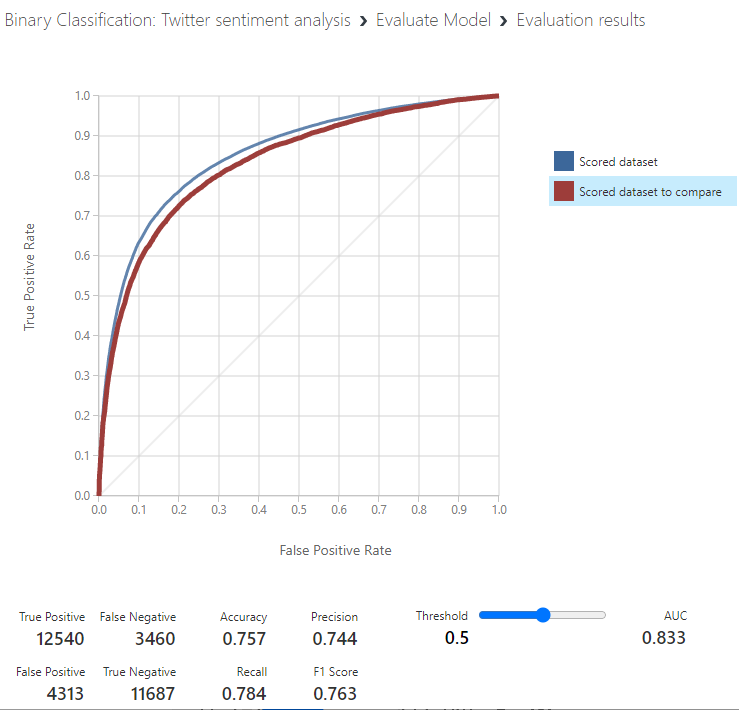 Binary Classification: Twitter sentiment analysis › Evaluate Model › Evaluation results
1.0
0.9
0.8
0.7
0.6
0.5
0.4
0.3
0.2
0.1
0.0
True Positive Rate
0.0 0.1 0.2 0.3 0.4 0.5 0.6 0.7 0.8 0.9 1.0
False Positive Rate
Scored dataset
Scored dataset to compare
True Positive False Negative Accuracy Precision Threshold AUC
12540 3460 0.757 0.744 0.5 0.833
False Positive True Negative Recall F1 Score
4313 11687 0.784 0.763